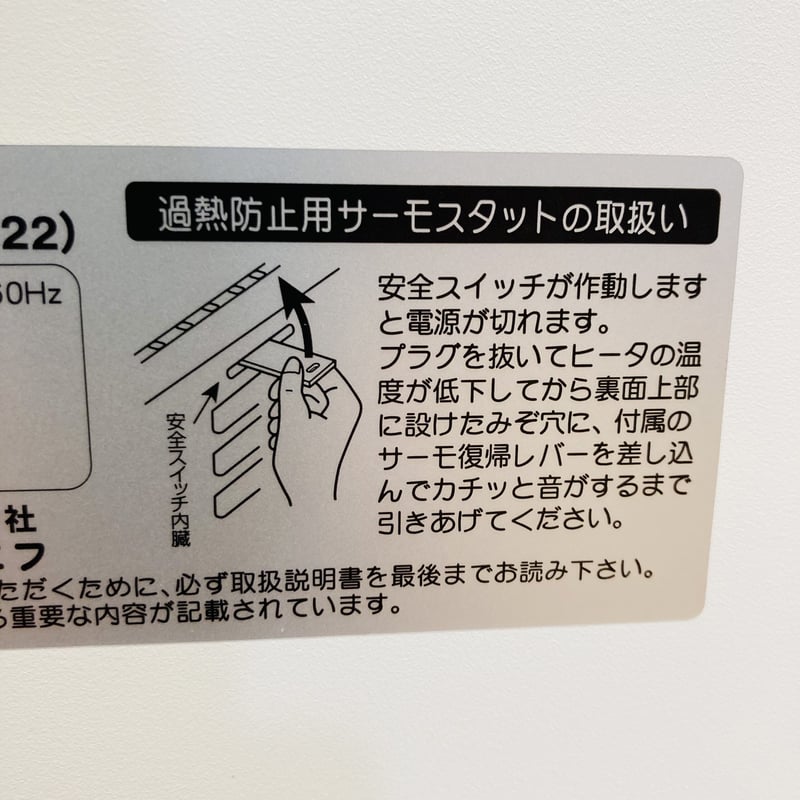 22)
60Hz
社
過熱防止用サーモスタットの取扱い
安全スイッチ内臓
安全スイッチが作動します
と電源が切れます。
プラグを抜いてヒータの温
度が低下してから裏面上部
に設けたみぞ穴に、付属の
サーモ復帰レバーを差し込
んでカチッと音がするまで
引きあげてください。
ただくために、必ず取扱説明書を最後までお読み下さい。
重要な内容が記載されています。